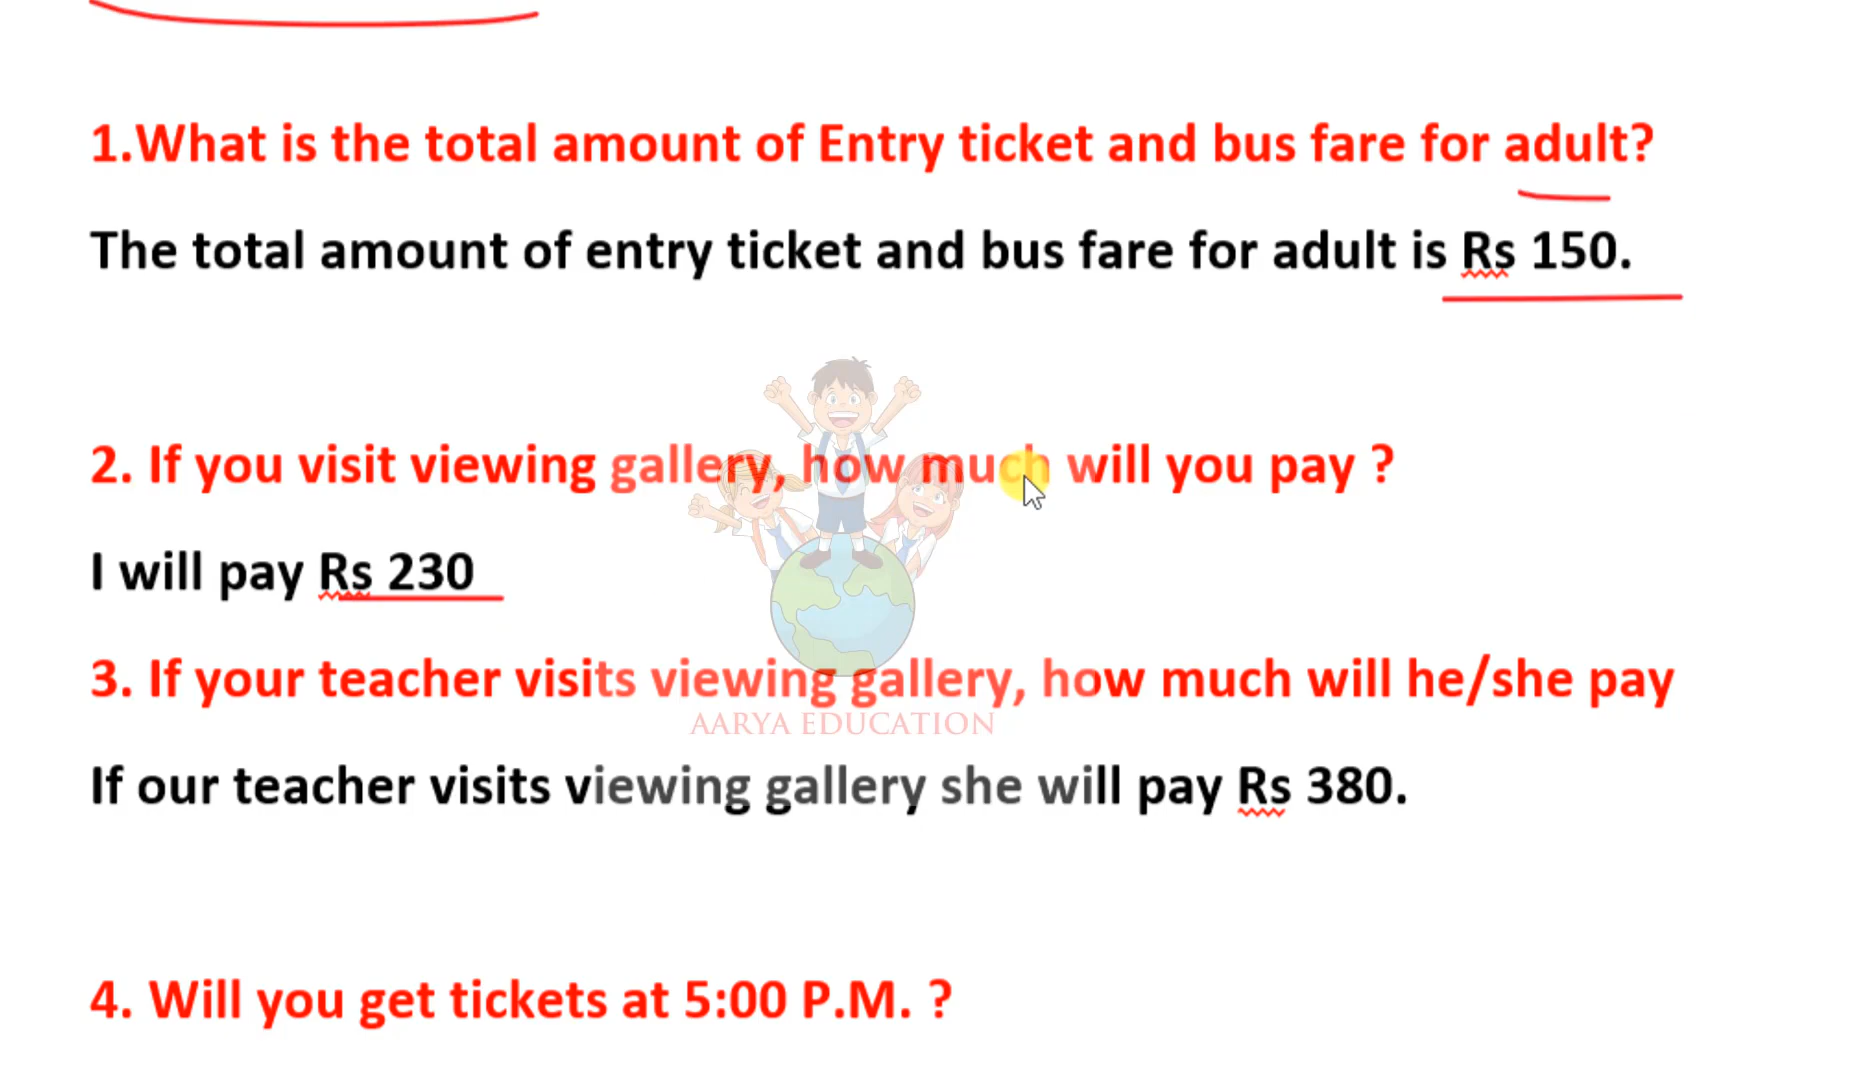 1.What is the total amount of Entry ticket and bus fare for adult?
The total amount of entry ticket and bus fare for adult is Rs 150.
2. If you visit viewing gallery, how much will you pay ?
I will pay Rs 230
3. If your teacher visits viewing gallery, how much will he/she pay
AARYA EDUCATION
If our teacher visits viewing gallery she will pay Rs 380.
4. Will you get tickets at 5:00 P.M. ?